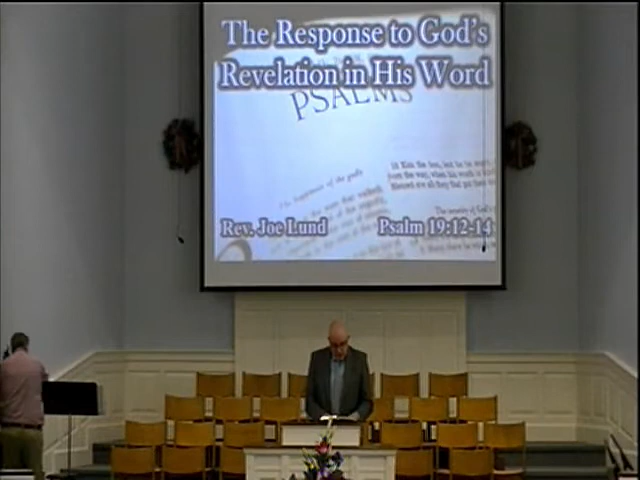 The Response to God's
Revelation in His Word
PSALMS
Rev. Joe Lund
Psalm 19:12-14